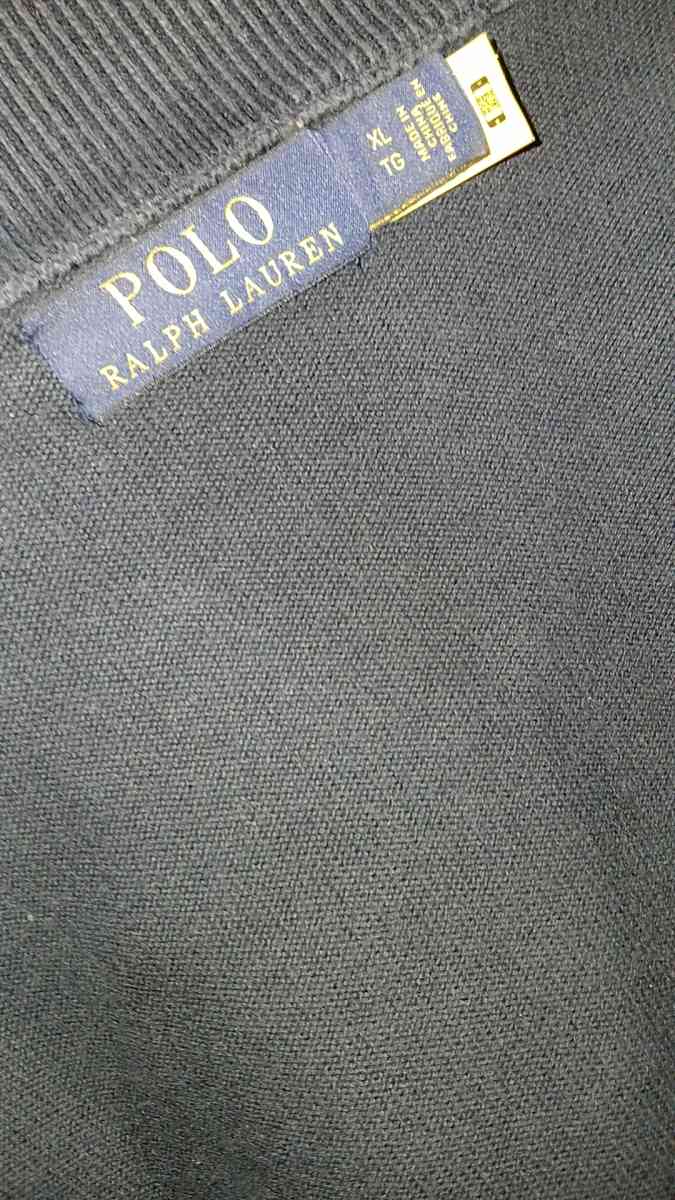 POLO
RALPH LAUREN
XL
TG
MADE IN
CHINA
FABRIQUÉ EN
CHINE